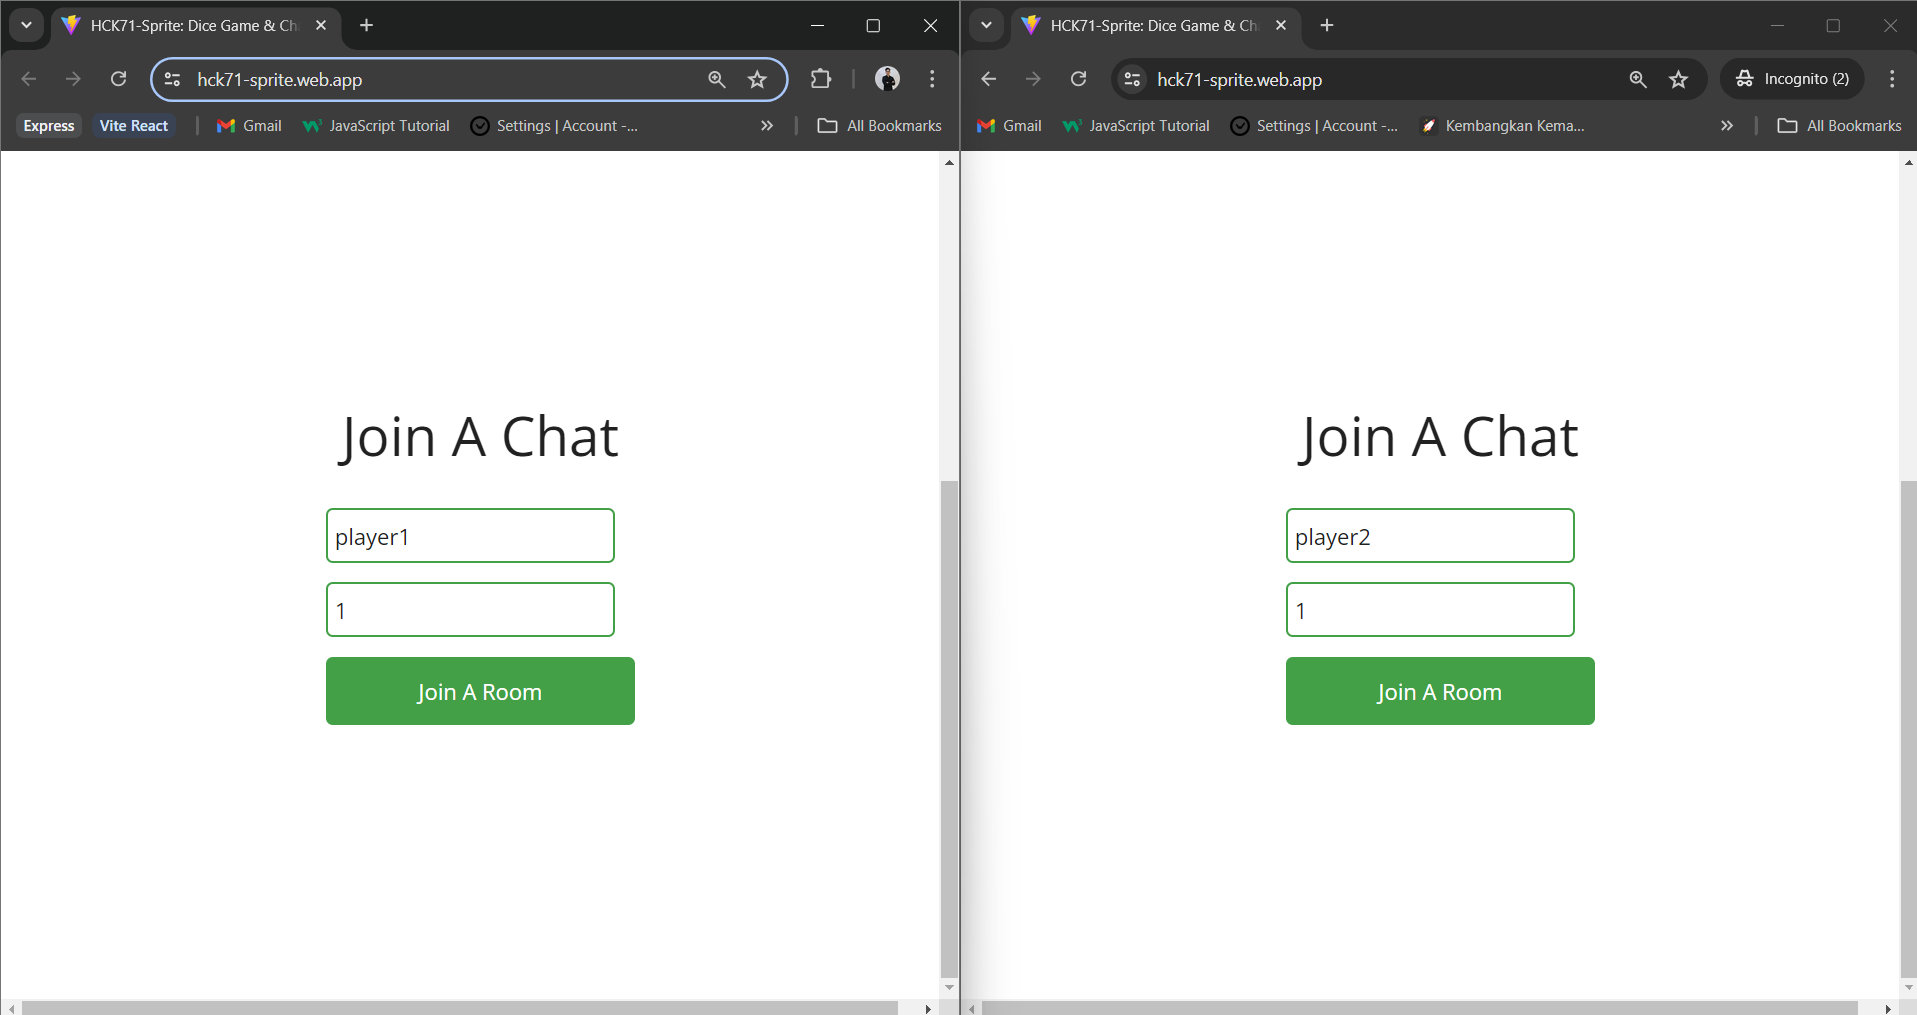 HCK71-Sprite: Dice Game & Ch
hck71-sprite.web.app
Express Vite React Gmail JavaScript Tutorial Settings | Account -... All Bookmarks
Join A Chat
player1
1
Join A Room
HCK71-Sprite: Dice Game & Ch
hck71-sprite.web.app Incognito (2)
Gmail JavaScript Tutorial Settings | Account -... Kembangkan Kema... All Bookmarks
Join A Chat
player2
1
Join A Room